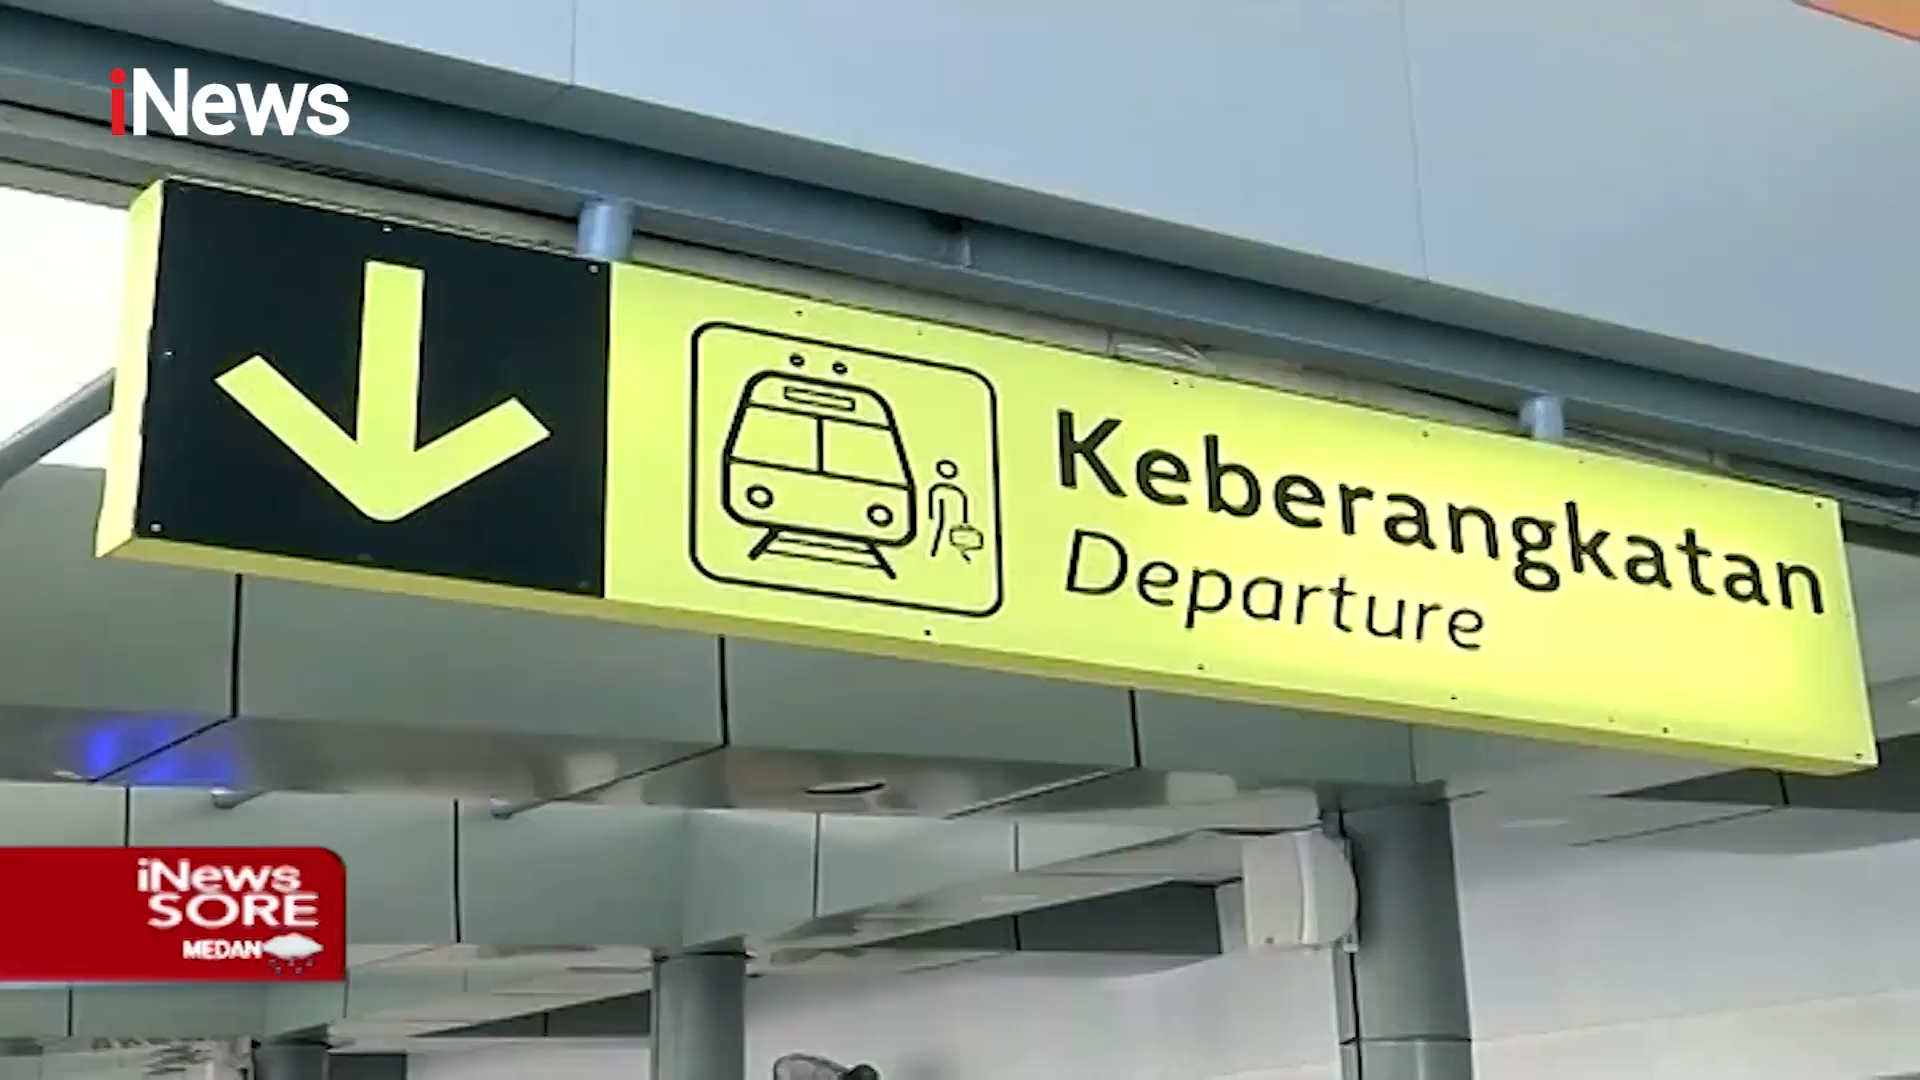 iNews
Keberangkatan
Departure
iNews
SORE
MEDAN